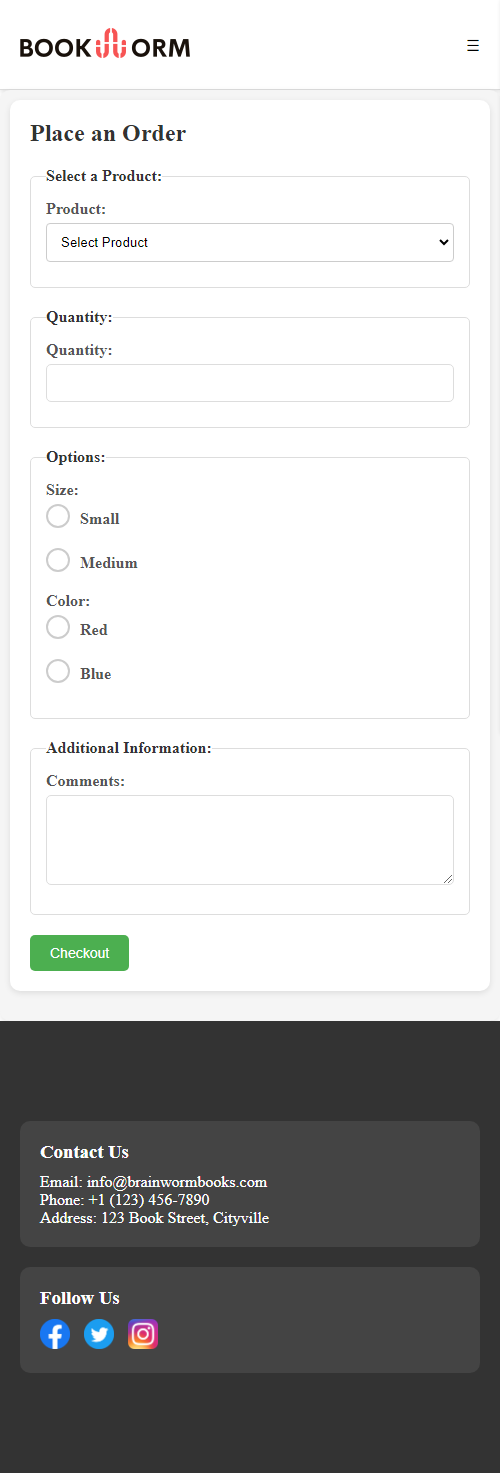 BOOKWORM
☰
Place an Order
Select a Product:
Product:
Select Product
Quantity:
Quantity:
Options:
Size:
Small
Medium
Color:
Red
Blue
Additional Information:
Comments:
Checkout
Contact Us
Email: info@brainwormbooks.com
Phone: +1 (123) 456-7890
Address: 123 Book Street, Cityville
Follow Us